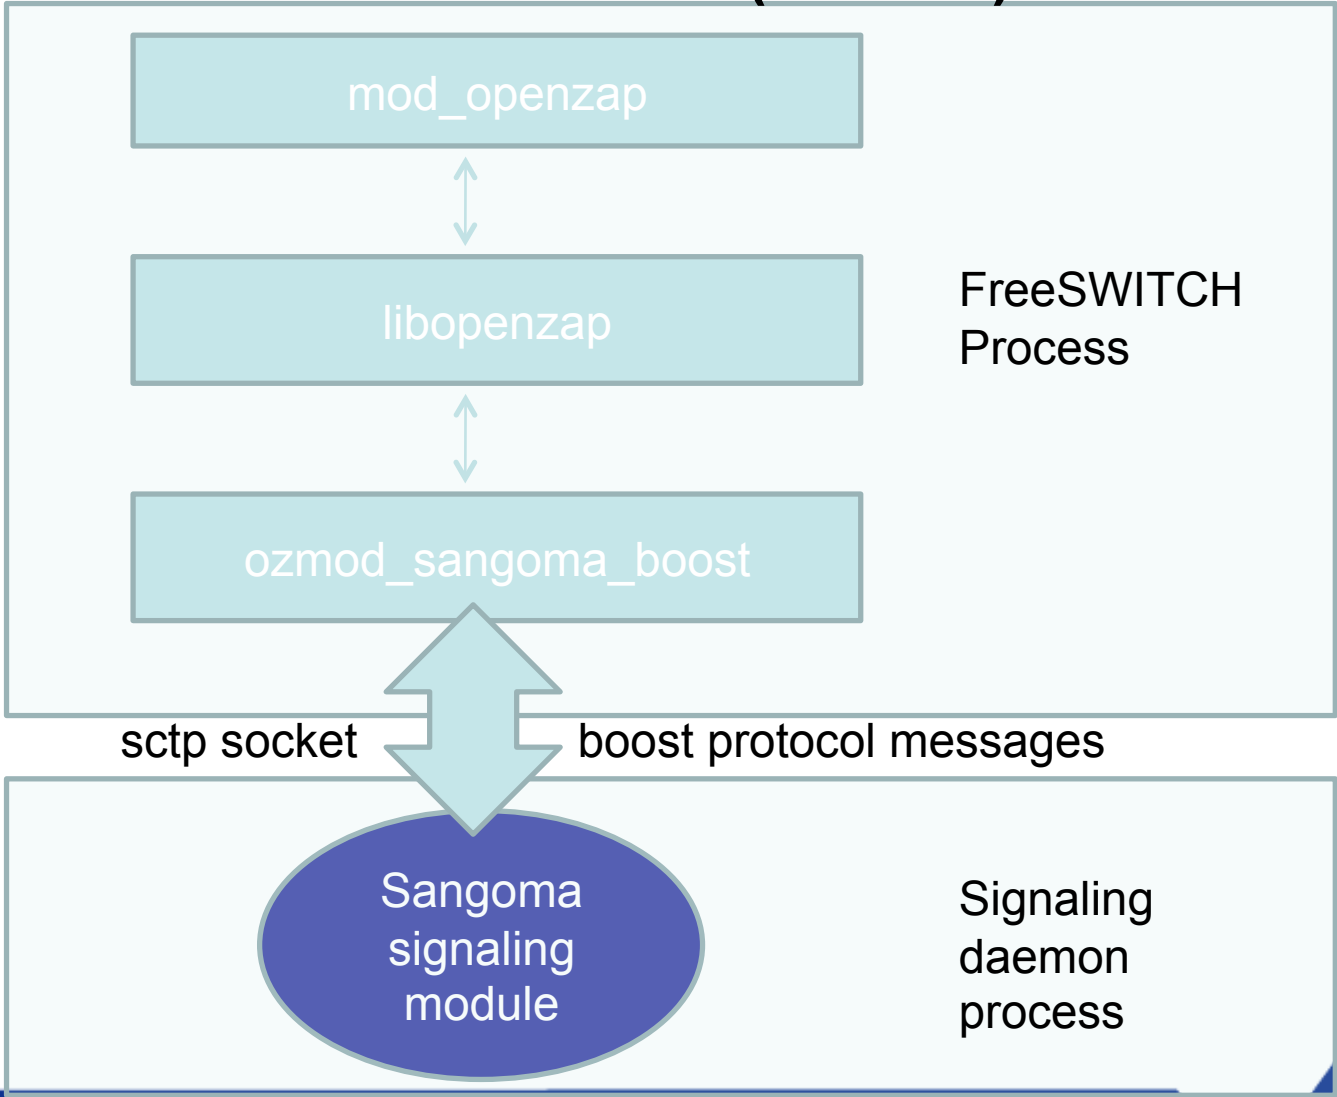 mod_openzap
libopenzap
FreeSWITCH
Process
ozmod_sangoma_boost
sctp socket
boost protocol messages
Sangoma
signaling
module
Signaling
daemon
process